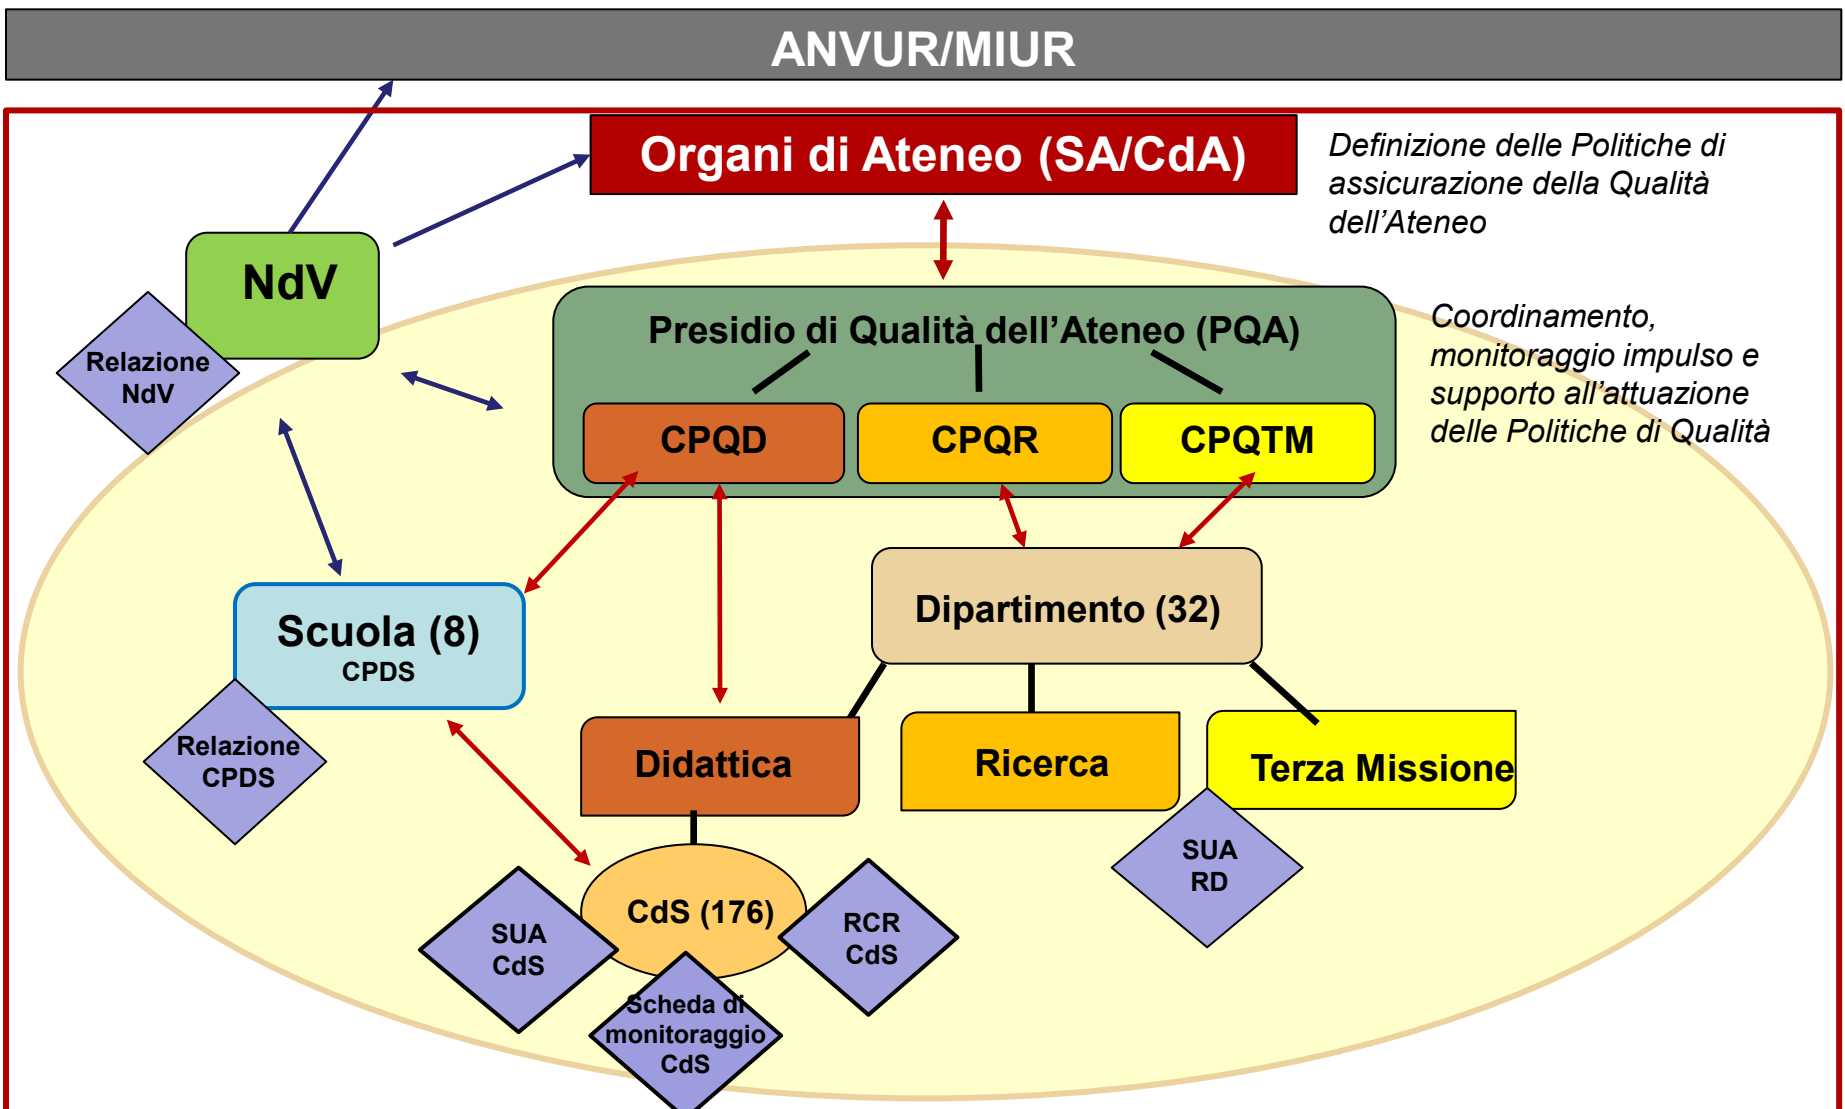 ANVUR/MIUR
Organi di Ateneo (SA/CdA)
Definizione delle Politiche di
assicurazione della Qualità
dell’Ateneo
NdV
Relazione
NdV
Presidio di Qualità dell’Ateneo (PQA)
Coordinamento,
monitoraggio impulso e
supporto all’attuazione
delle Politiche di Qualità
CPQD
CPQR
CPQTM
Scuola (8)
CPDS
Dipartimento (32)
Relazione
CPDS
Didattica
Ricerca
Terza Missione
SUA
RD
CdS (176)
SUA
CdS
RCR
CdS
Scheda di
monitoraggio
CdS